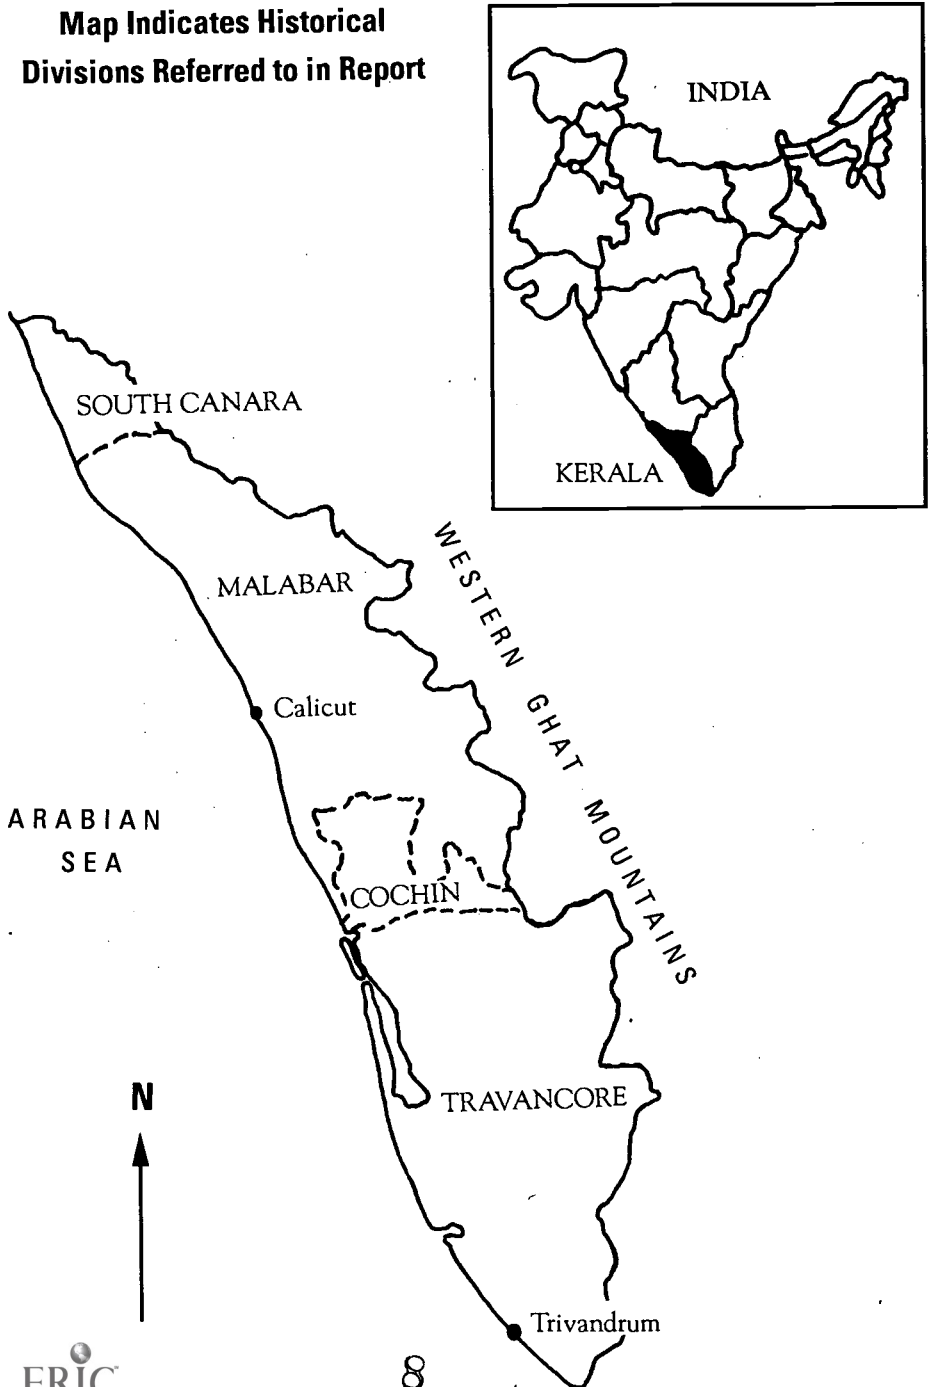 Map Indicates Historical
Divisions Referred to in Report
INDIA
KERALA
SOUTH CANARA
MALABAR
WESTERN GHAT MOUNTAINS
Calicut
ARABIAN
SEA
COCHIN
N
TRAVANCORE
Trivandrum
ERIC
8